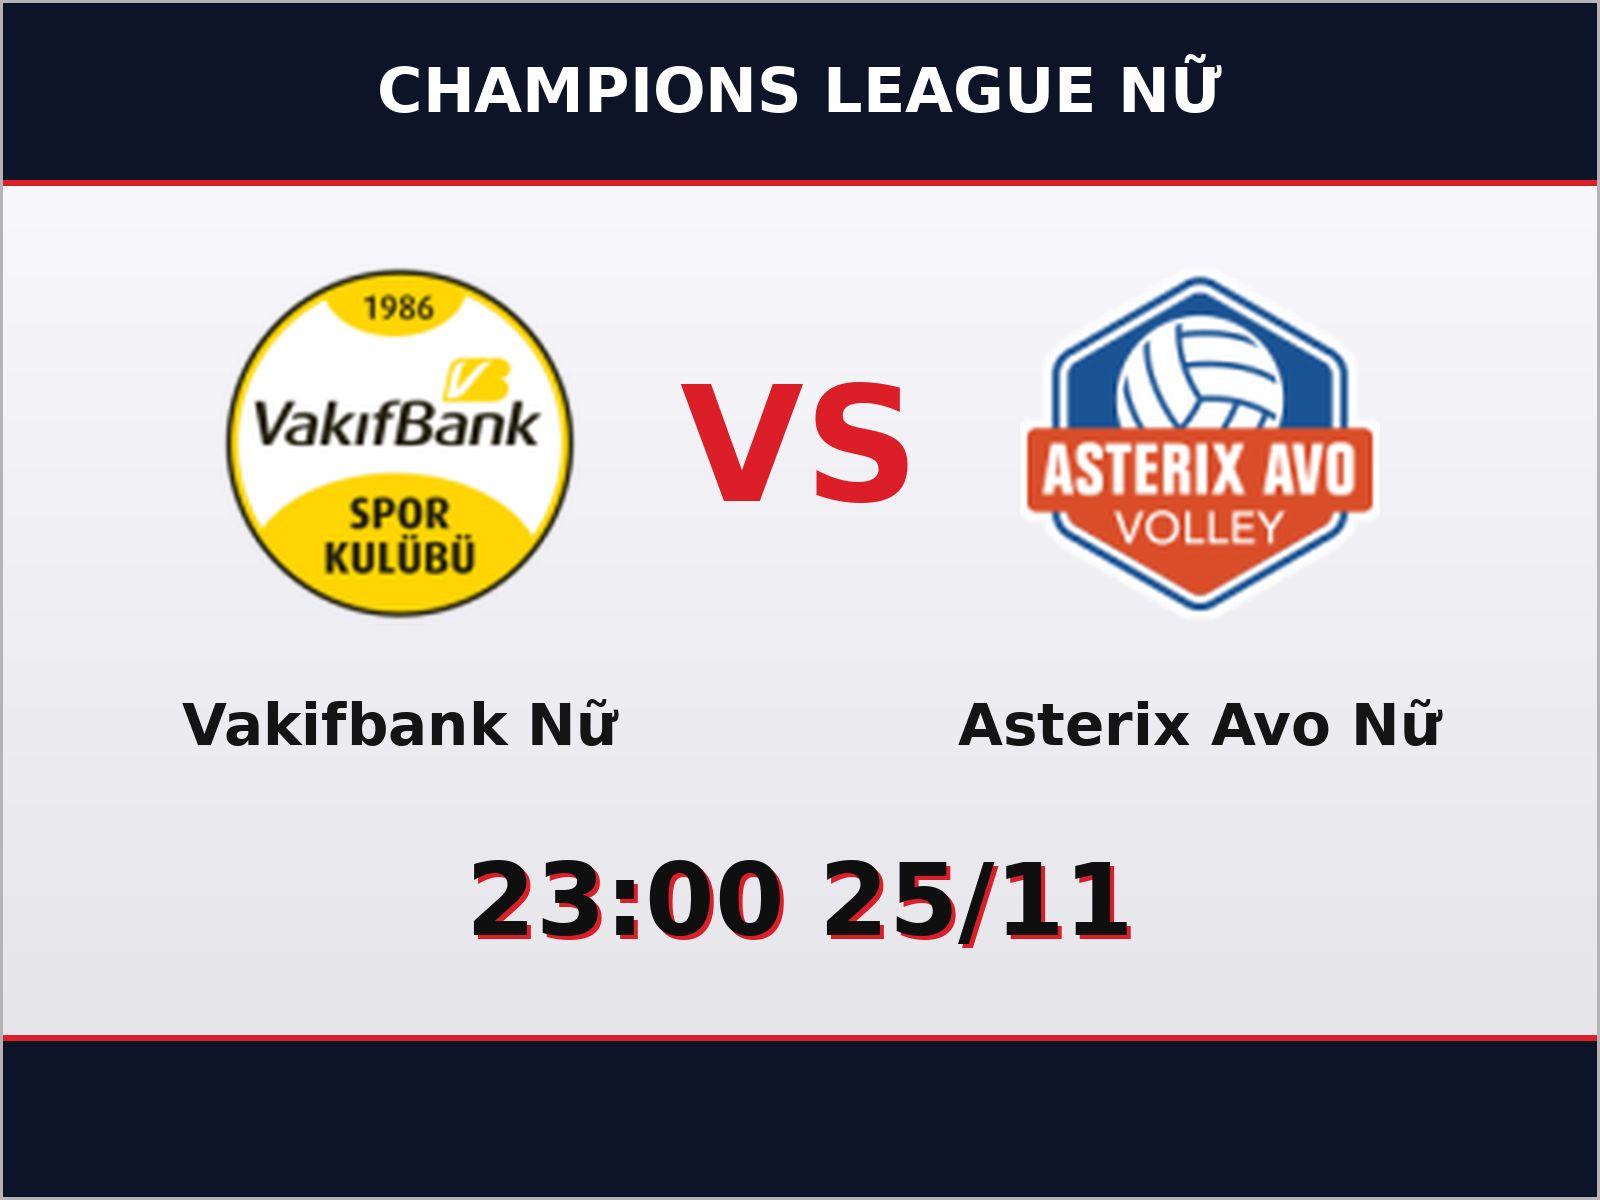 CHAMPIONS LEAGUE NỮ
1986
VakıfBank
SPOR
KULÜBÜ
VS
ASTERIX AVO
VOLLEY
Vakifbank Nữ
Asterix Avo Nữ
23:00 25/11